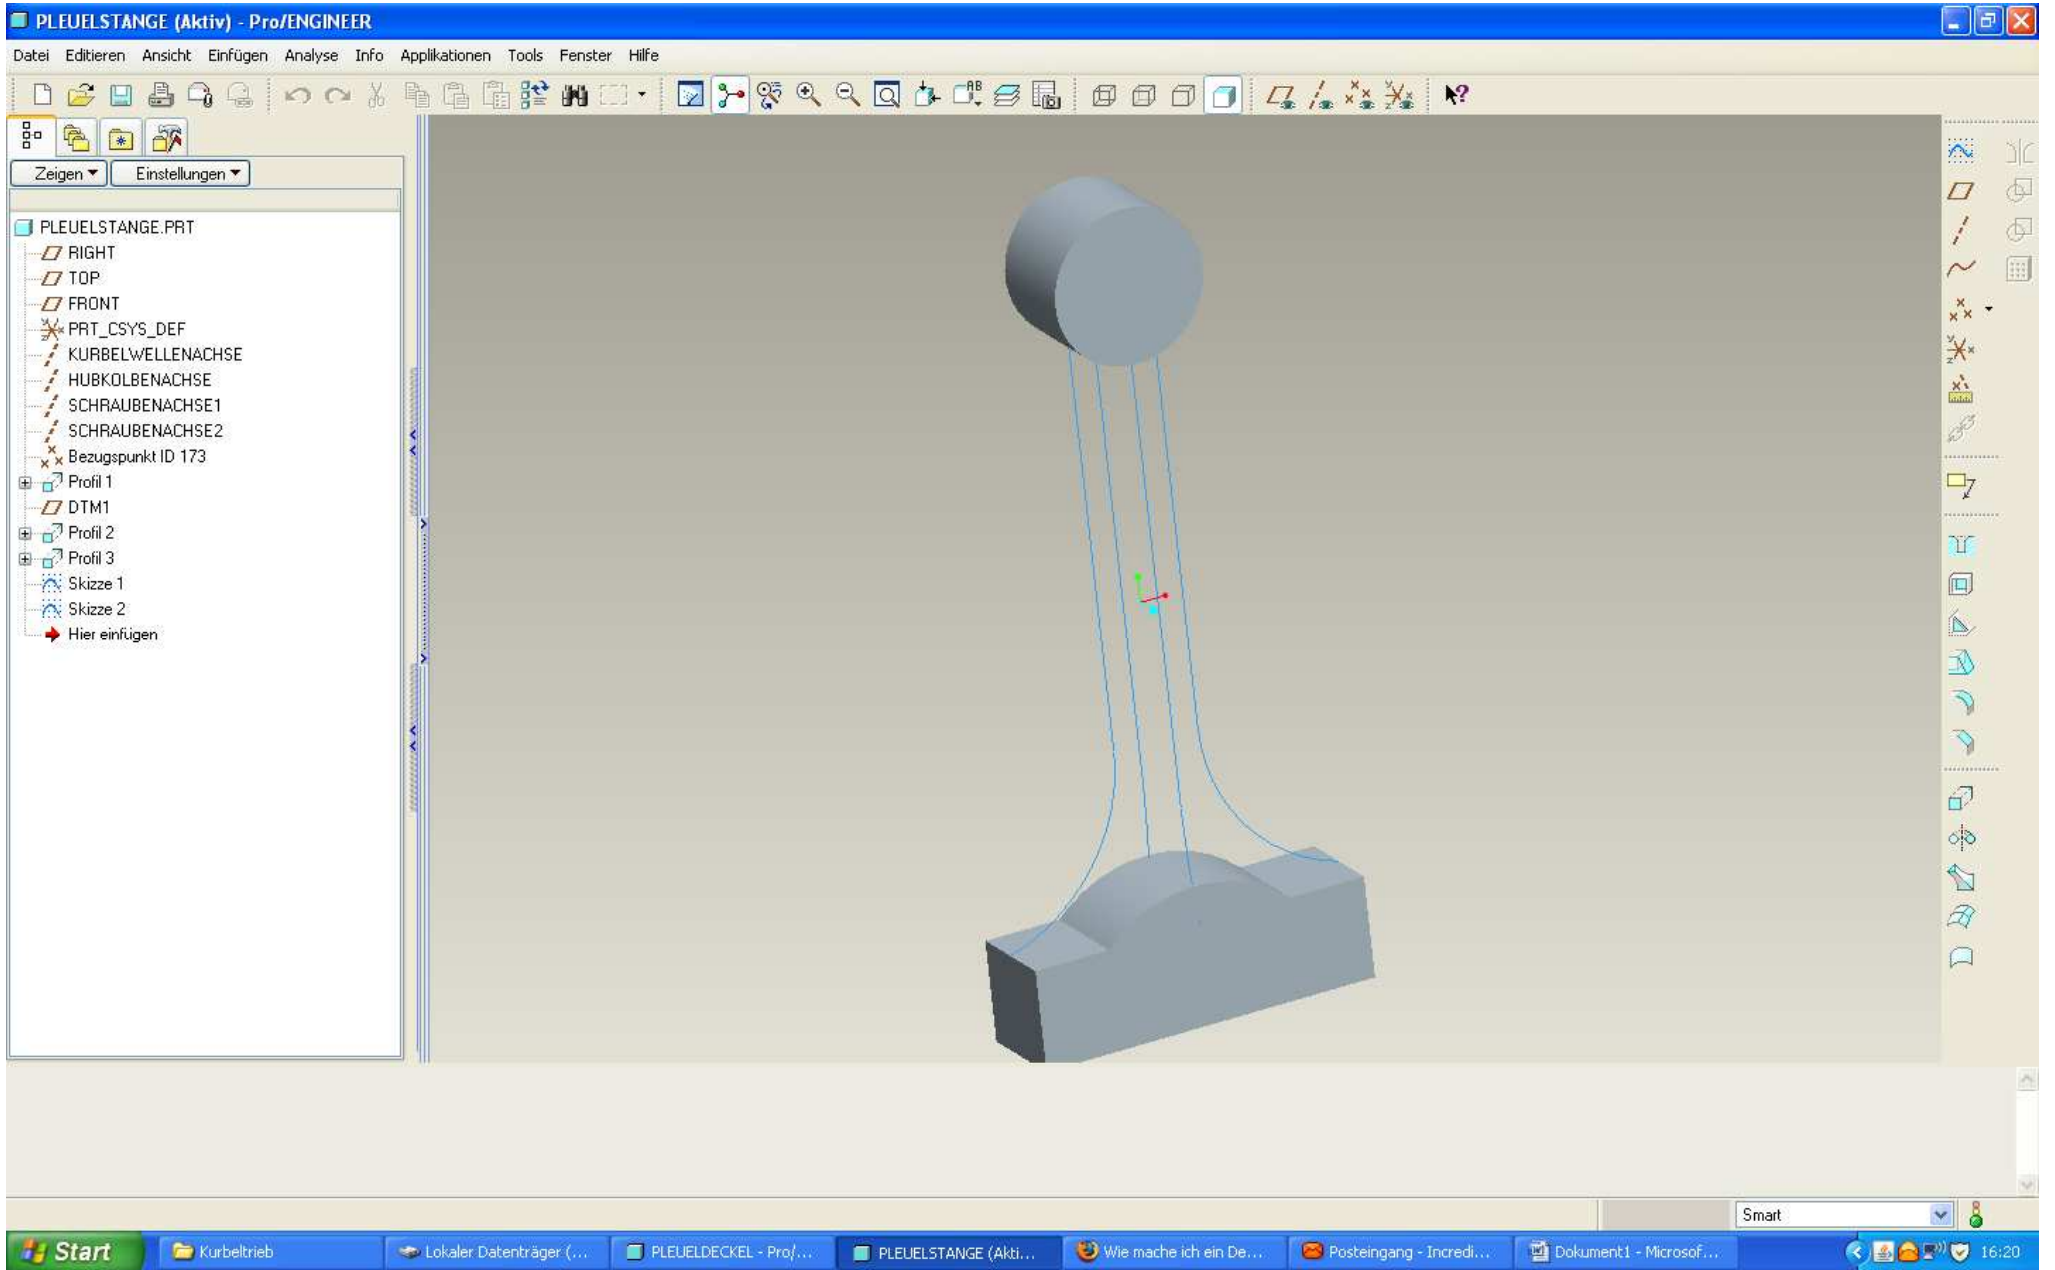 PLEUELSTANGE (Aktiv) - Pro/ENGINEER
Datei Editieren Ansicht Einfügen Analyse Info Applikationen Tools Fenster Hilfe
Zeigen Einstellungen
PLEUELSTANGE.PRT
RIGHT
TOP
FRONT
PRT_CSYS_DEF
KURBELWELLENACHSE
HUBKOLBENACHSE
SCHRAUBENACHSE1
SCHRAUBENACHSE2
Bezugspunkt ID 173
Profil 1
DTM1
Profil 2
Profil 3
Skizze 1
Skizze 2
Hier einfügen
Smart
Start Kurbeltrieb Lokaler Datenträger (... PLEUELDECKEL - Pro/... PLEUELSTANGE (Akti... Wie mache ich ein De... Posteingang - Incredi... Dokument1 - Microsof... 16:20